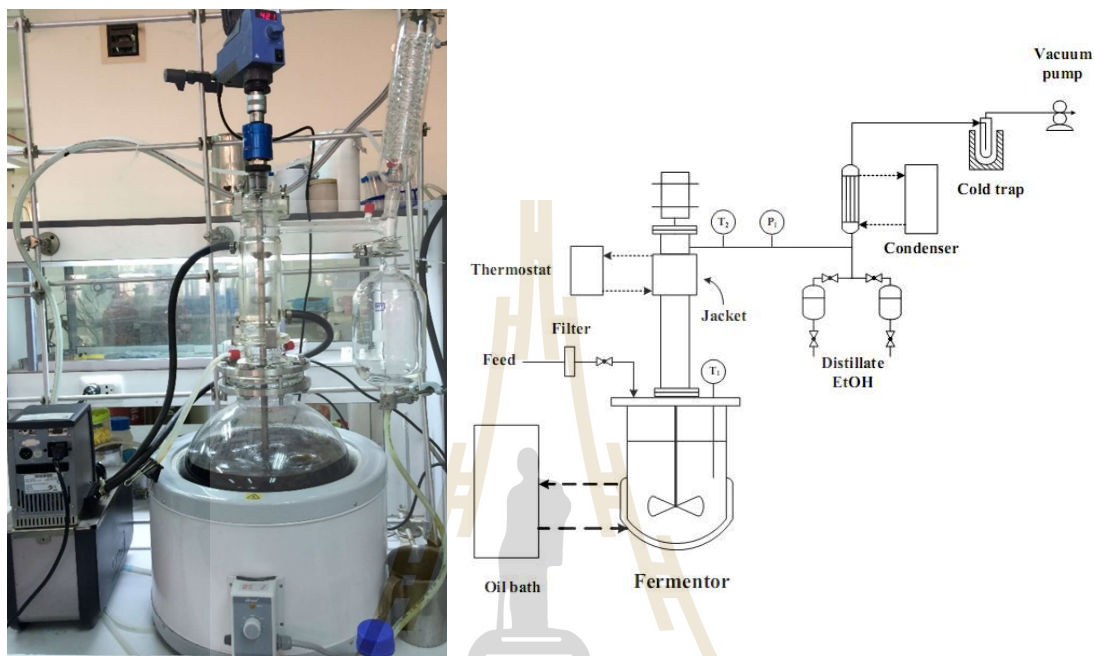 Vacuum
pump
Cold trap
Condenser
T2
P1
Thermostat
Jacket
Filter
Feed
Distillate
EtOH
T1
Oil bath
Fermentor